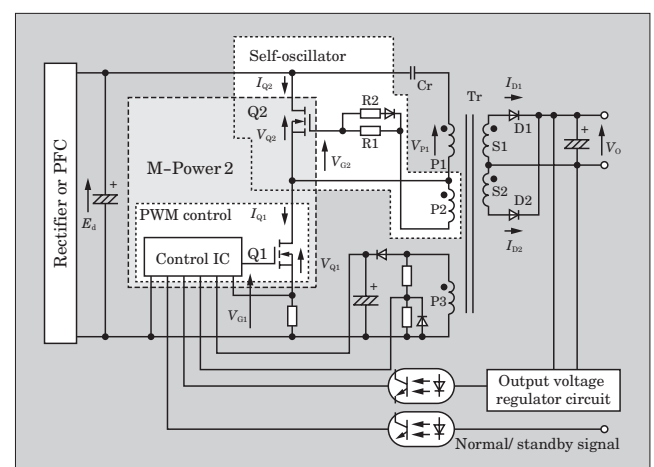 Self-oscillator
I_Q2
Cr
Tr
I_D1
R2
D1
Q2
V_Q2
R1
V_P1
P1
S1
V_O
V_G2
M-Power 2
S2
P2
D2
Rectifier or PFC
E_d
+
+
PWM control
I_Q1
I_D2
Control IC
Q1
V_Q1
+
P3
V_G1
Output voltage
regulator circuit
Normal/ standby signal